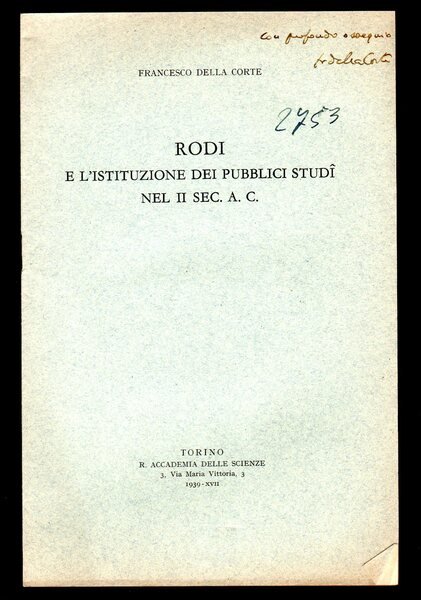 con profondo ossequio
F. della Corte
FRANCESCO DELLA CORTE
2753
RODI
E L'ISTITUZIONE DEI PUBBLICI STUDÎ
NEL II SEC. A. C.
TORINO
R. ACCADEMIA DELLE SCIENZE
3, Via Maria Vittoria, 3
1939-XVII